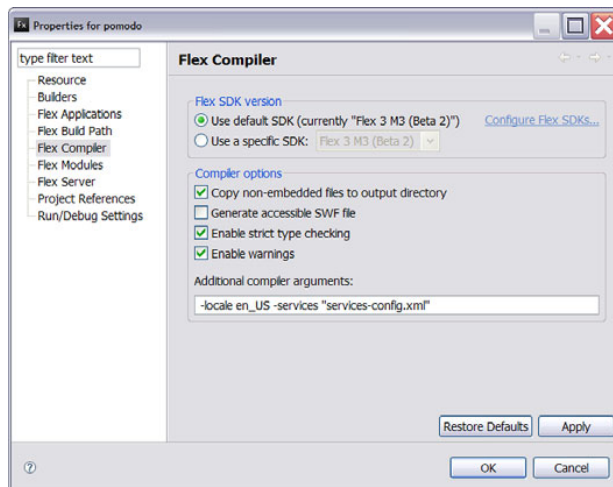 Fx Properties for pomodo
type filter text
Resource
Builders
Flex Applications
Flex Build Path
Flex Compiler
Flex Modules
Flex Server
Project References
Run/Debug Settings
Flex Compiler
Flex SDK version
Use default SDK (currently "Flex 3 M3 (Beta 2)")
Configure Flex SDKs...
Use a specific SDK: Flex 3 M3 (Beta 2)
Compiler options
Copy non-embedded files to output directory
Generate accessible SWF file
Enable strict type checking
Enable warnings
Additional compiler arguments:
-locale en_US -services "services-config.xml"
Restore Defaults
Apply
?
OK
Cancel